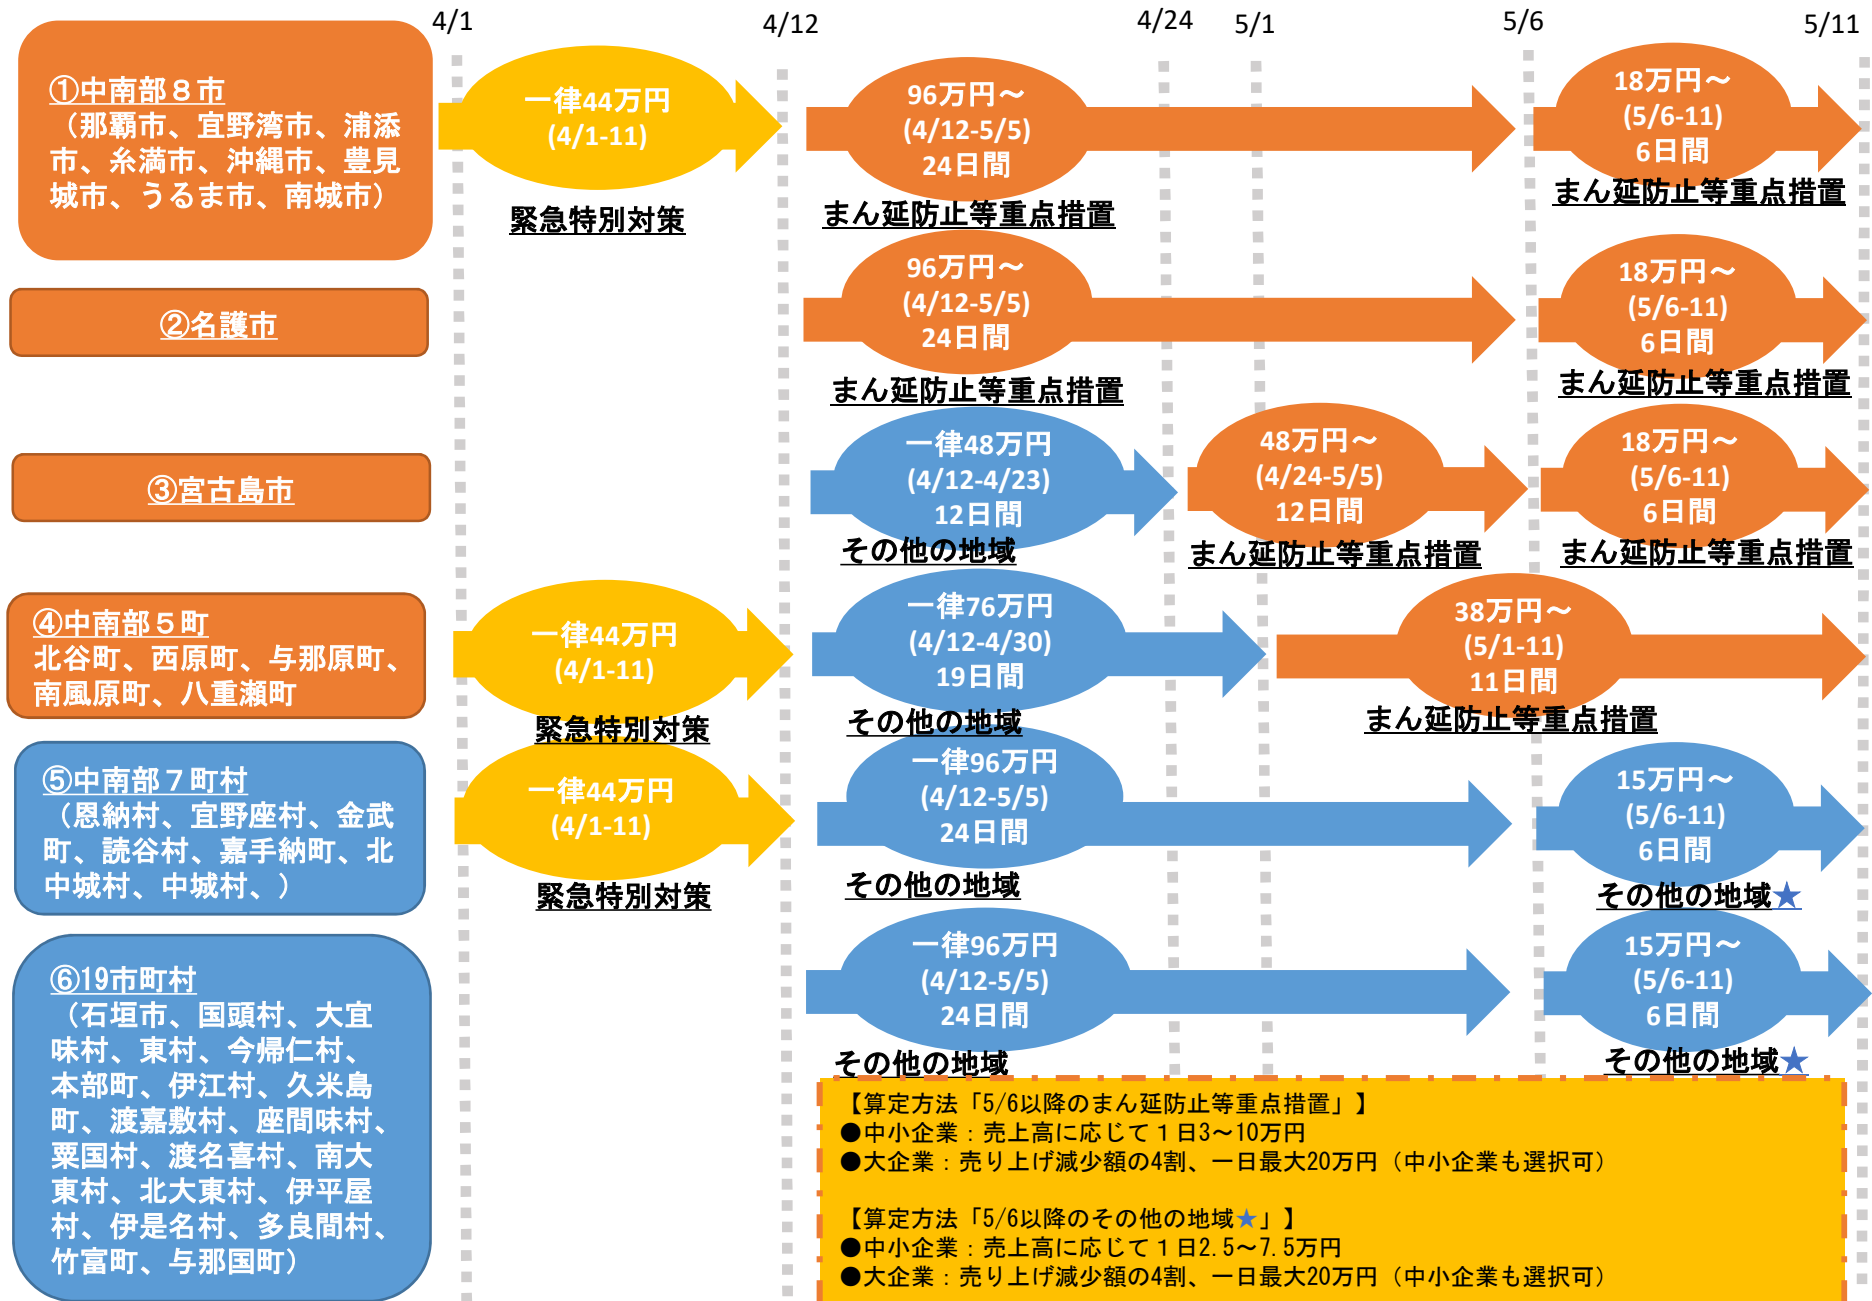 4/1
4/12
4/24
5/1
5/6
5/11
①中南部８市
（那覇市、宜野湾市、浦添
市、糸満市、沖縄市、豊見
城市、うるま市、南城市）
一律44万円
(4/1-11)
緊急特別対策
96万円～
(4/12-5/5)
24日間
まん延防止等重点措置
18万円～
(5/6-11)
6日間
まん延防止等重点措置
②名護市
96万円～
(4/12-5/5)
24日間
まん延防止等重点措置
18万円～
(5/6-11)
6日間
まん延防止等重点措置
③宮古島市
一律48万円
(4/12-4/23)
12日間
その他の地域
48万円～
(4/24-5/5)
12日間
まん延防止等重点措置
18万円～
(5/6-11)
6日間
まん延防止等重点措置
④中南部５町
北谷町、西原町、与那原町、
南風原町、八重瀬町
一律44万円
(4/1-11)
緊急特別対策
一律76万円
(4/12-4/30)
19日間
その他の地域
38万円～
(5/1-11)
11日間
まん延防止等重点措置
⑤中南部７町村
（恩納村、宜野座村、金武
町、読谷村、嘉手納町、北
中城村、中城村、）
一律44万円
(4/1-11)
緊急特別対策
一律96万円
(4/12-5/5)
24日間
その他の地域
15万円～
(5/6-11)
6日間
その他の地域★
⑥19市町村
（石垣市、国頭村、大宜
味村、東村、今帰仁村、
本部町、伊江村、久米島
町、渡嘉敷村、座間味村、
粟国村、渡名喜村、南大
東村、北大東村、伊平屋
村、伊是名村、多良間村、
竹富町、与那国町）
一律96万円
(4/12-5/5)
24日間
その他の地域
15万円～
(5/6-11)
6日間
その他の地域★
【算定方法「5/6以降のまん延防止等重点措置」】
●中小企業：売上高に応じて１日3～10万円
●大企業：売り上げ減少額の4割、一日最大20万円（中小企業も選択可）
【算定方法「5/6以降のその他の地域★」】
●中小企業：売上高に応じて１日2.5～7.5万円
●大企業：売り上げ減少額の4割、一日最大20万円（中小企業も選択可）